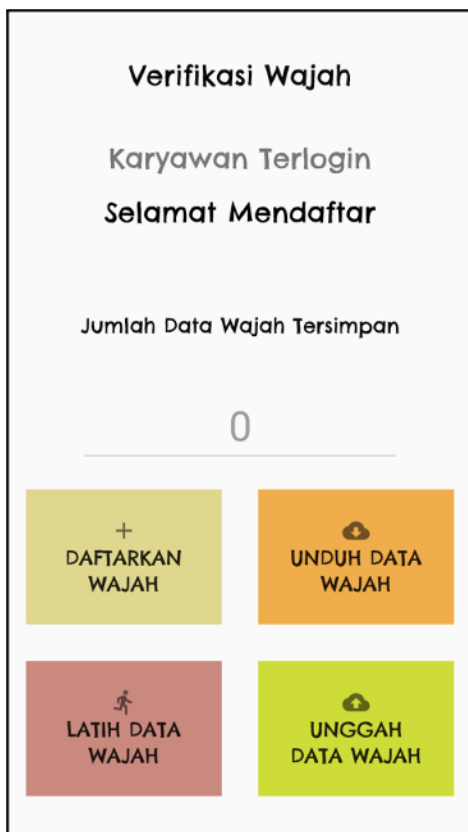 Verifikasi Wajah
Karyawan Terlogin
Selamat Mendaftar
Jumlah Data Wajah Tersimpan
0
DAFTARKAN
WAJAH
UNDUH DATA
WAJAH
LATIH DATA
WAJAH
UNGGAH
DATA WAJAH